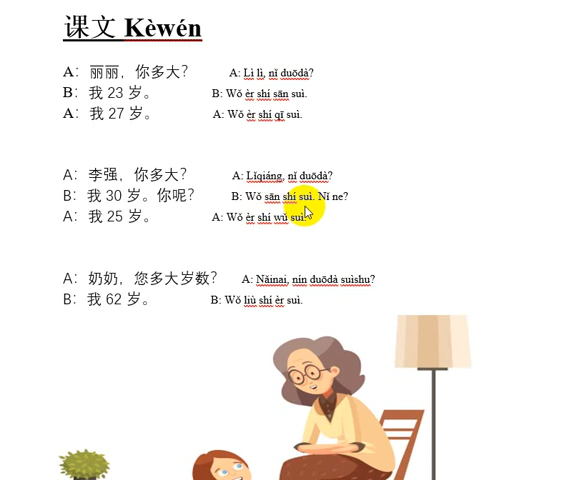 课文 Kèwén
A：丽丽，你多大？ A: Lì lì, nǐ duōdà?
B：我 23 岁。 B: Wǒ èr shí sān suì.
A：我 27 岁。 A: Wǒ èr shí qī suì.
A：李强，你多大？ A: Lǐqiáng, nǐ duōdà?
B：我 30 岁。你呢？ B: Wǒ sān shí suì. Nǐ ne?
A：我 25 岁。 A: Wǒ èr shí wǔ suì.
A：奶奶，您多大岁数？ A: Nǎinai, nín duōdà suìshu?
B：我 62 岁。 B: Wǒ liù shí èr suì.